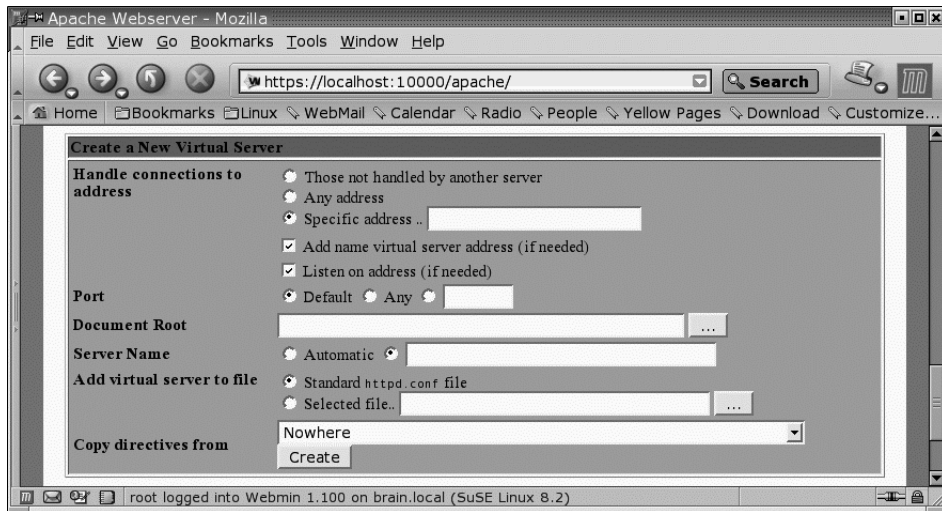 Apache Webserver - Mozilla
File Edit View Go Bookmarks Tools Window Help
https://localhost:10000/apache/ Search
Home Bookmarks Linux WebMail Calendar Radio People Yellow Pages Download Customize...
Create a New Virtual Server
Handle connections to address
Those not handled by another server
Any address
Specific address ..
Add name virtual server address (if needed)
Listen on address (if needed)
Port Default Any
Document Root ...
Server Name Automatic
Add virtual server to file Standard httpd.conf file
Selected file.. ...
Copy directives from Nowhere
Create
root logged into Webmin 1.100 on brain.local (SuSE Linux 8.2)